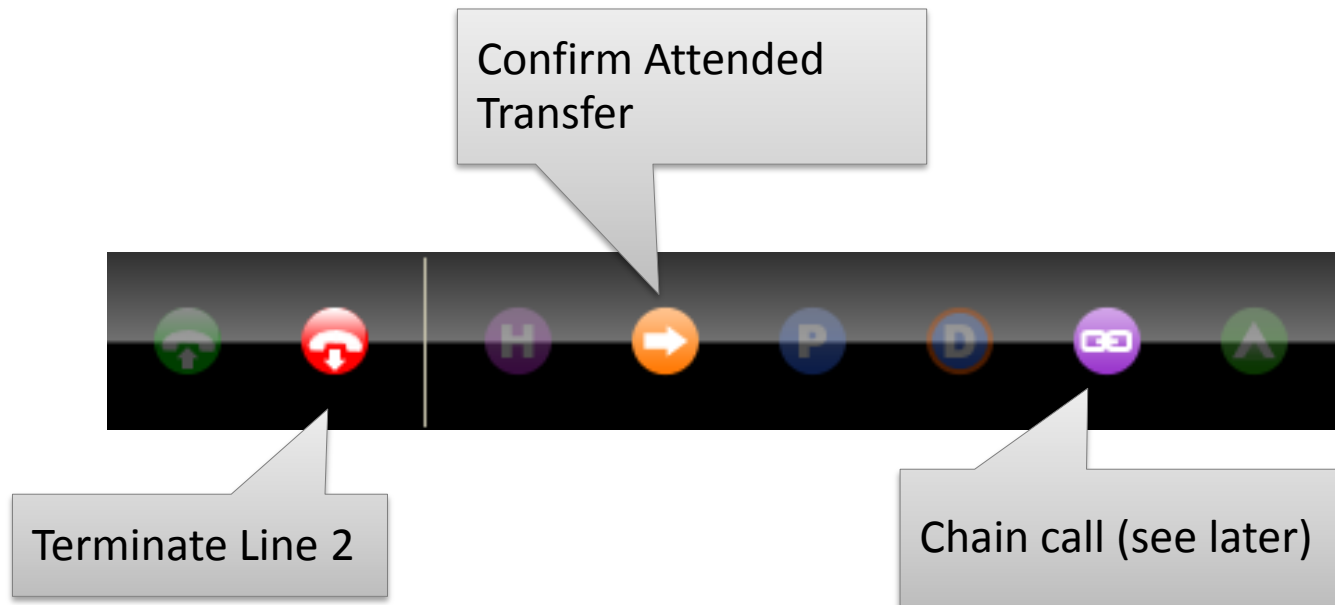 Confirm Attended
Transfer
H
P
D
Terminate Line 2
Chain call (see later)